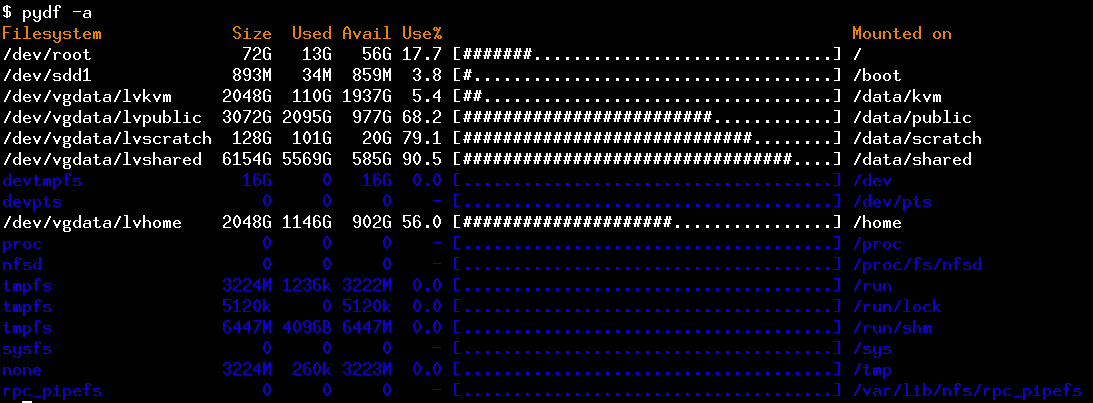 $ pydf -a
Filesystem             Size  Used Avail Use%                                          Mounted on
/dev/root               72G   13G   56G 17.7 [#######..............................] /
/dev/sdd1              893M   34M  859M  3.8 [#....................................] /boot
/dev/vgdata/lvkvm     2048G  110G 1937G  5.4 [##...................................] /data/kvm
/dev/vgdata/lvpublic  3072G 2095G  977G 68.2 [#########################............] /data/public
/dev/vgdata/lvscratch  128G  101G   20G 79.1 [#############################........] /data/scratch
/dev/vgdata/lvshared  6154G 5569G  585G 90.5 [#################################....] /data/shared
devtmpfs                16G     0   16G  0.0 [.....................................] /dev
devpts                    0     0     0    - [.....................................] /dev/pts
/dev/vgdata/lvhome    2048G 1146G  902G 56.0 [#####################................] /home
proc                      0     0     0    - [.....................................] /proc
nfsd                      0     0     0    - [.....................................] /proc/fs/nfsd
tmpfs                 3224M 1236k 3222M  0.0 [.....................................] /run
tmpfs                 5120k     0 5120k  0.0 [.....................................] /run/lock
tmpfs                 6447M 4096B 6447M  0.0 [.....................................] /run/shm
sysfs                     0     0     0    - [.....................................] /sys
none                  3224M  260k 3223M  0.0 [.....................................] /tmp
rpc_pipefs                0     0     0    - [.....................................] /var/lib/nfs/rpc_pipefs